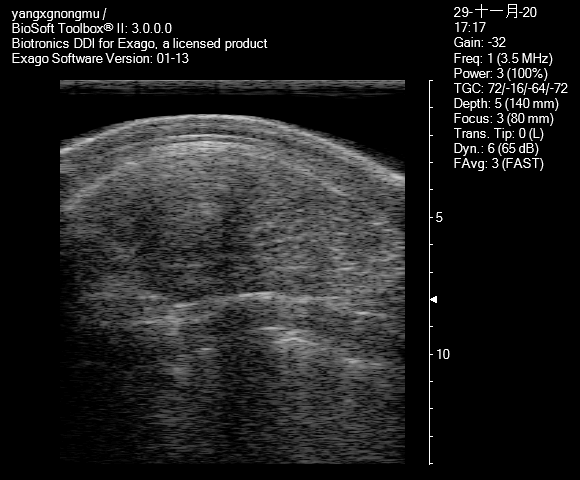 yangxgnongmu /
BioSoft Toolbox® II: 3.0.0.0
Biotronics DDI for Exago, a licensed product
Exago Software Version: 01-13
29-十一月-20
17:17
Gain: -32
Freq: 1 (3.5 MHz)
Power: 3 (100%)
TGC: 72/-16/-64/-72
Depth: 5 (140 mm)
Focus: 3 (80 mm)
Trans. Tip: 0 (L)
Dyn.: 6 (65 dB)
FAvg: 3 (FAST)
5
10